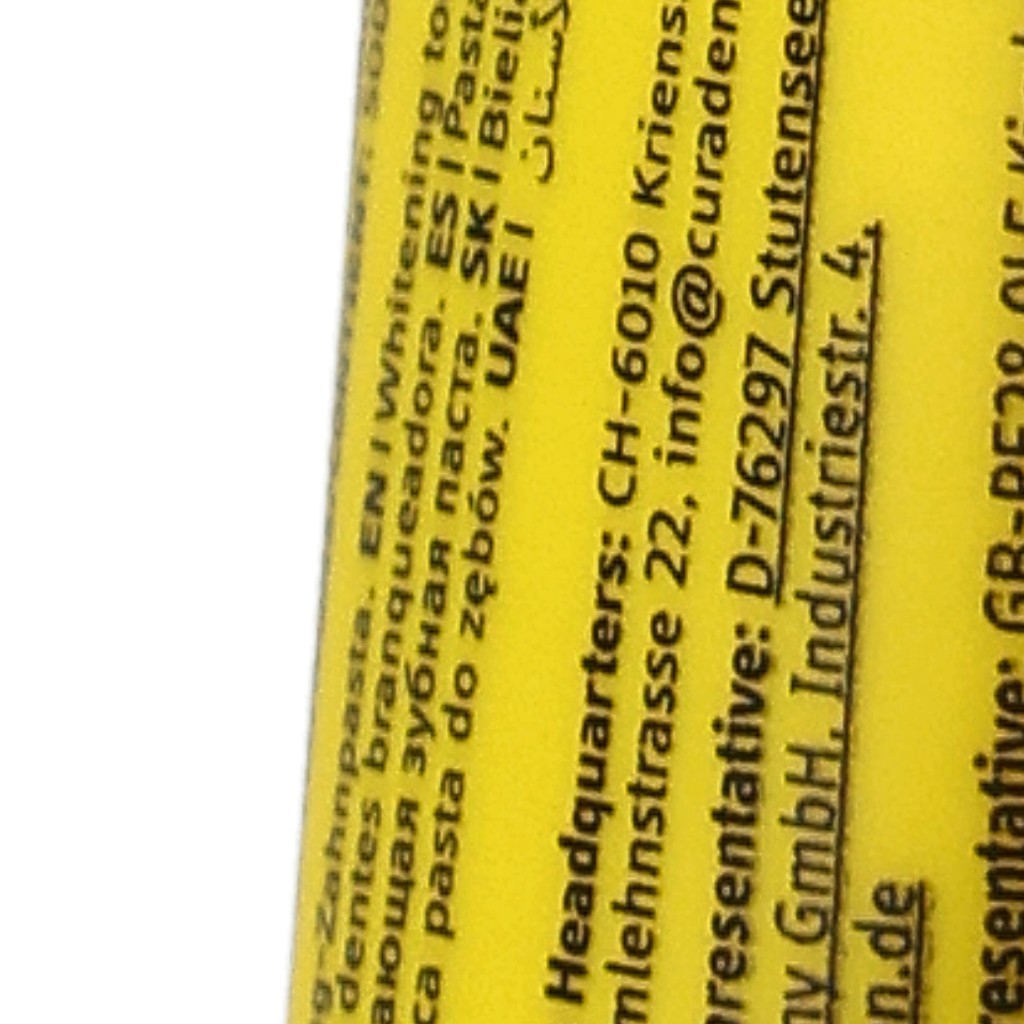 g-Zahnpasta. EN I Whitening to
dentes branqueadora. ES I Pasta
ающая зубная паста. SK I Bieli
ca pasta do zębów. UAE I
Headquarters: CH-6010 Kriens.
mlehnstrasse 22, info@curaden
presentative: D-76297 Stutensee
ny GmbH, Industriestr. 4,
n.de
resentative: GB-